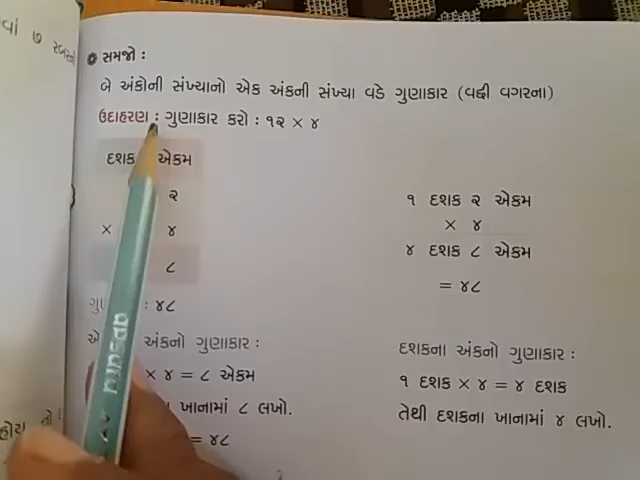 વાં ૭
સમજો :
બે અંકોની સંખ્યાનો એક અંકની સંખ્યા વડે ગુણાકાર (વદ્દી વગરના)
ઉદાહરણ : ગુણાકાર કરો : ૧૨ × ૪
દશક એકમ
૨
× ૪
૮
: ૪૮
અંકનો ગુણાકાર :
× ૪ = ૮ એકમ
ખાનામાં ૮ લખો.
= ૪૮
૧ દશક ૨ એકમ
× ૪
૪ દશક ૮ એકમ
= ૪૮
દશકના અંકનો ગુણાકાર :
૧ દશક × ૪ = ૪ દશક
તેથી દશકના ખાનામાં ૪ લખો.
apsara